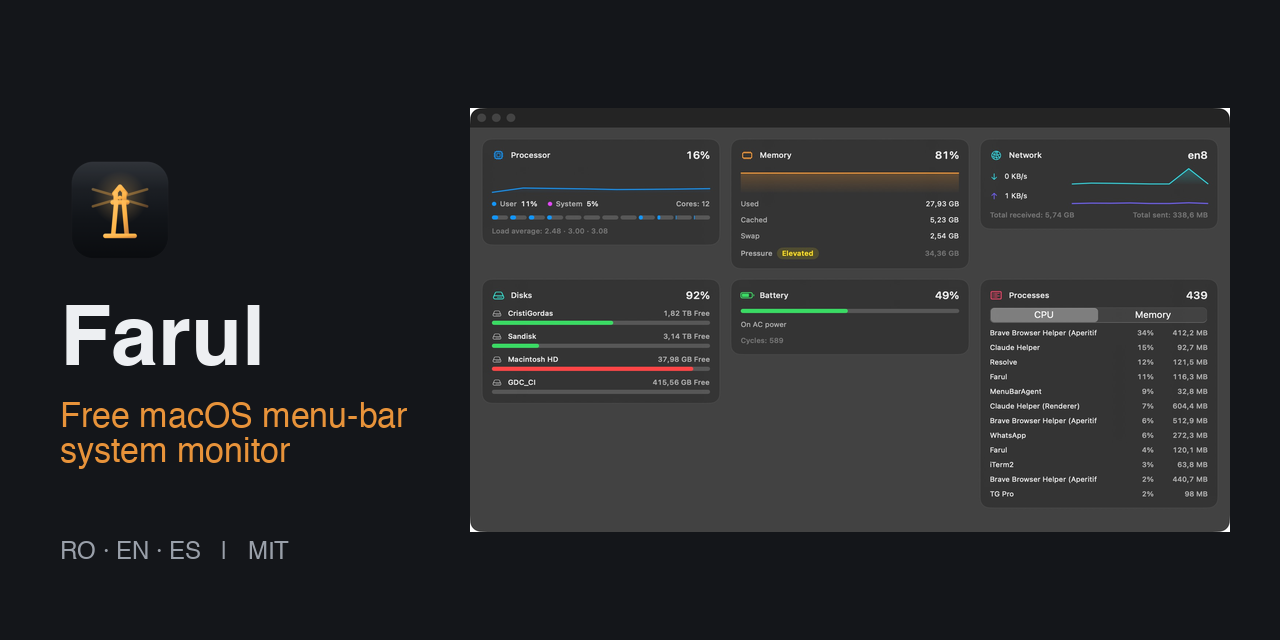 Farul
Free macOS menu-bar
system monitor
RO · EN · ES | MIT
Processor 16%
User 11% System 5% Cores: 12
Load average: 2.48 · 3.00 · 3.08
Memory 81%
Used 27,93 GB
Cached 5,23 GB
Swap 2,54 GB
Pressure Elevated 34,36 GB
Network en8
↓ 0 KB/s
↑ 1 KB/s
Total received: 5,74 GB Total sent: 338,6 MB
Disks 92%
CristiGordas 1,82 TB Free
Sandisk 3,14 TB Free
Macintosh HD 37,98 GB Free
GDC_CI 415,56 GB Free
Battery 49%
On AC power
Cycles: 589
Processes 439
CPU Memory
Brave Browser Helper (Aperitif 34% 412,2 MB
Claude Helper 15% 92,7 MB
Resolve 12% 121,5 MB
Farul 11% 116,3 MB
MenuBarAgent 9% 32,8 MB
Claude Helper (Renderer) 7% 604,4 MB
Brave Browser Helper (Aperitif 6% 512,9 MB
WhatsApp 6% 272,3 MB
Farul 4% 120,1 MB
iTerm2 3% 63,8 MB
Brave Browser Helper (Aperitif 2% 440,7 MB
TG Pro 2% 98 MB